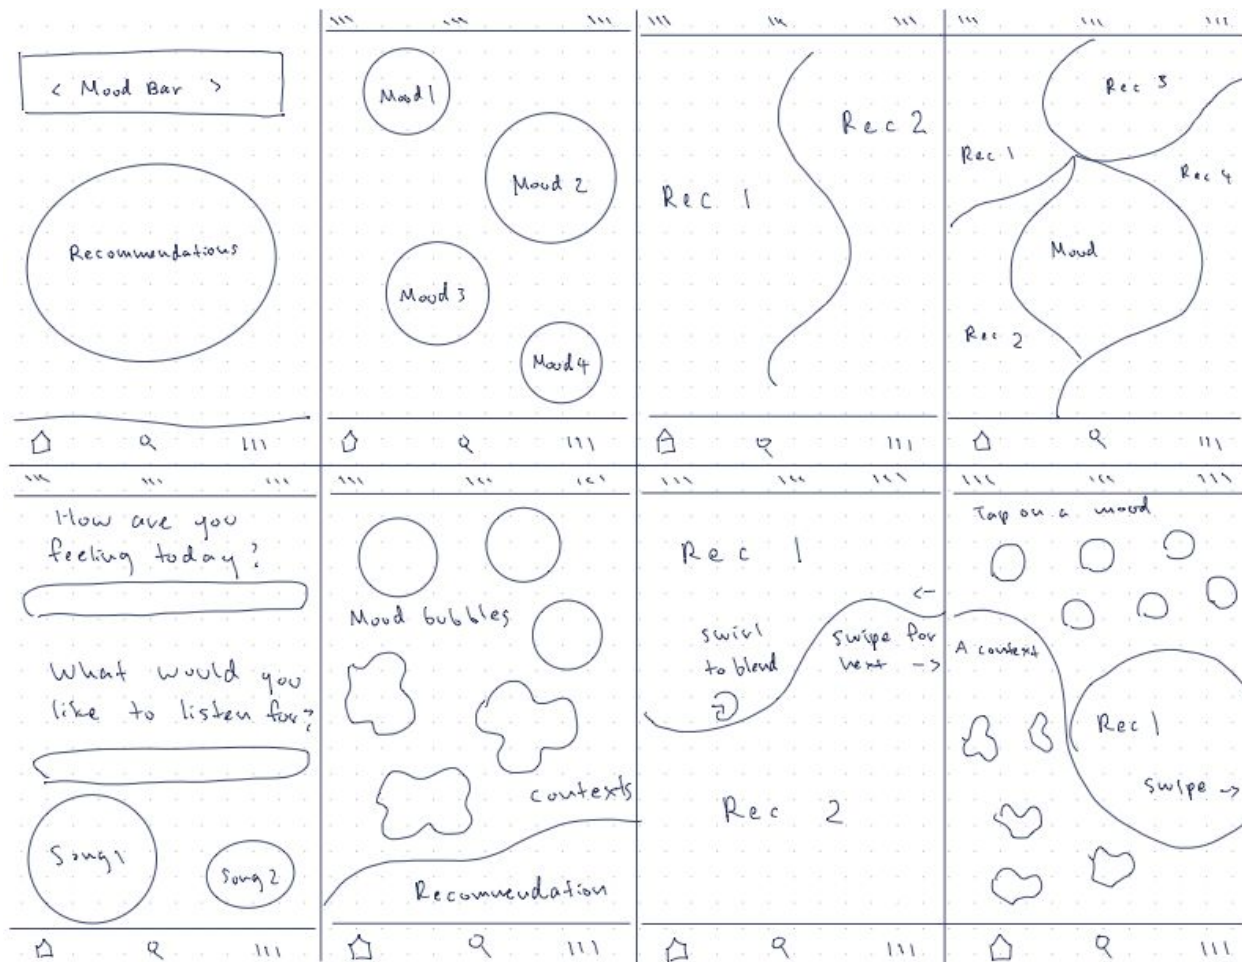 < Mood Bar >
Recommendations
Mood 1
Mood 2
Mood 3
Mood 4
Rec 1
Rec 2
Rec 3
Rec 1
Rec 4
Mood
Rec 2
How are you
feeling today?
What would you
like to listen for?
Song 1
Song 2
Mood bubbles
Contexts
Recommendation
Rec 1
<-
swirl
to blend
swipe for
next ->
Rec 2
Tap on a mood
A context
Rec 1
Swipe ->